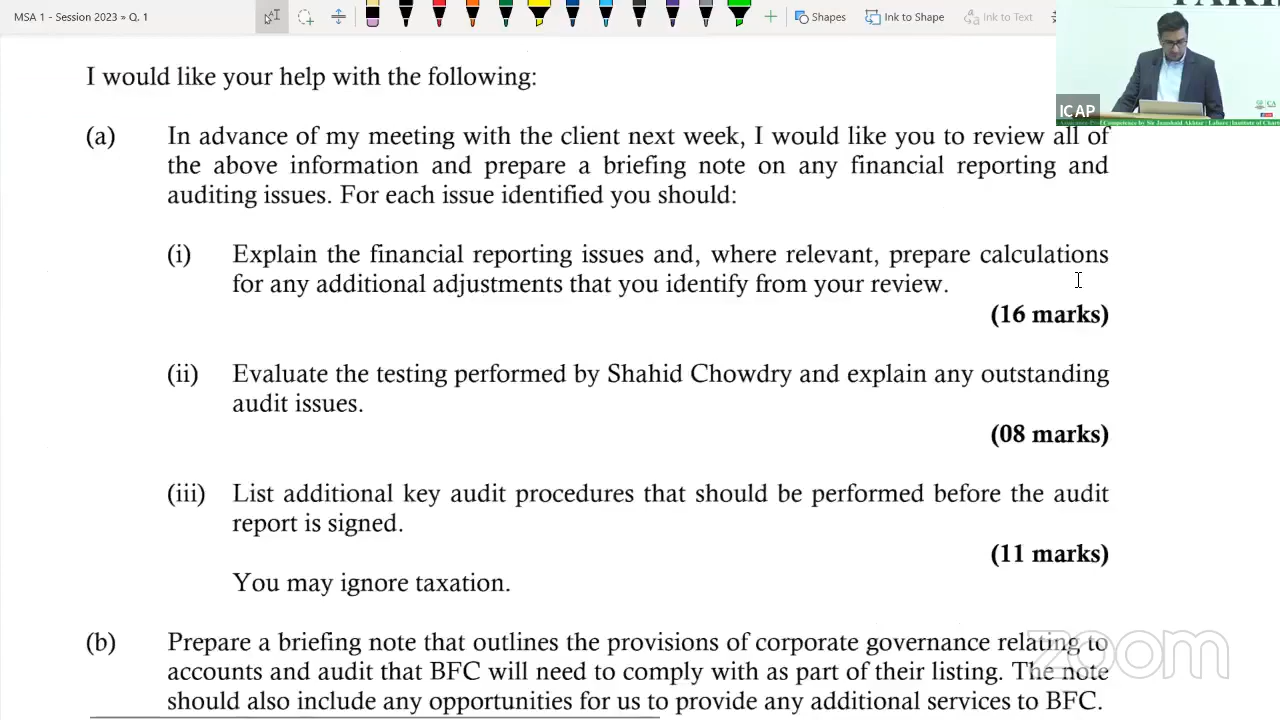 MSA 1 - Session 2023 » Q. 1
Shapes
Ink to Shape
Ink to Text
ICAP
I would like your help with the following:
(a) In advance of my meeting with the client next week, I would like you to review all of
the above information and prepare a briefing note on any financial reporting and
auditing issues. For each issue identified you should:
(i) Explain the financial reporting issues and, where relevant, prepare calculations
for any additional adjustments that you identify from your review.
(16 marks)
(ii) Evaluate the testing performed by Shahid Chowdry and explain any outstanding
audit issues.
(08 marks)
(iii) List additional key audit procedures that should be performed before the audit
report is signed.
(11 marks)
You may ignore taxation.
(b) Prepare a briefing note that outlines the provisions of corporate governance relating to
accounts and audit that BFC will need to comply with as part of their listing. The note
should also include any opportunities for us to provide any additional services to BFC.
zoom